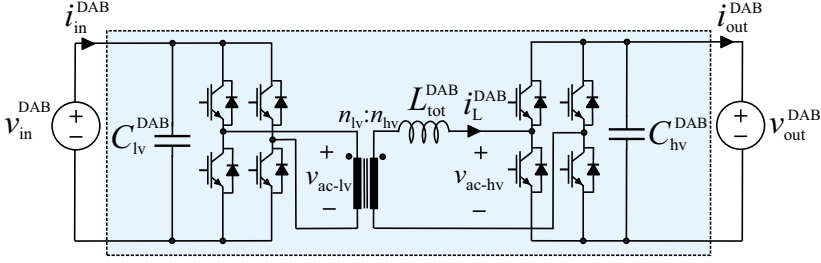 i_in^DAB
i_out^DAB
v_in^DAB
+
−
C_lv^DAB
n_lv:n_hv
L_tot^DAB
i_L^DAB
+
v_ac-lv
−
+
v_ac-hv
−
C_hv^DAB
+
−
v_out^DAB